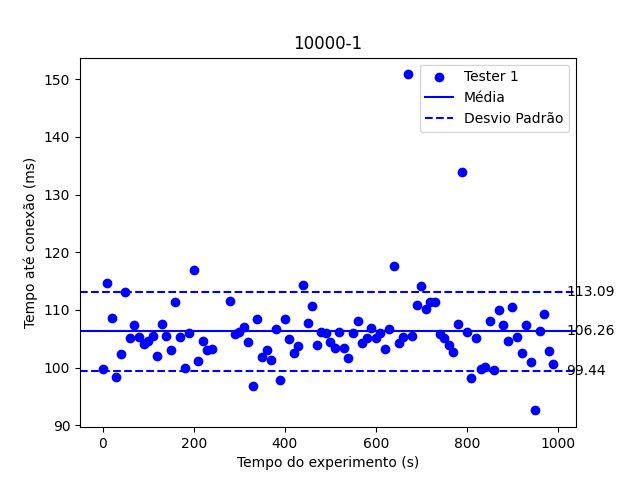 10000-1
Tester 1
Média
Desvio Padrão
Tempo até conexão (ms)
150
140
130
120
110
100
90
113.09
106.26
99.44
0 200 400 600 800 1000
Tempo do experimento (s)